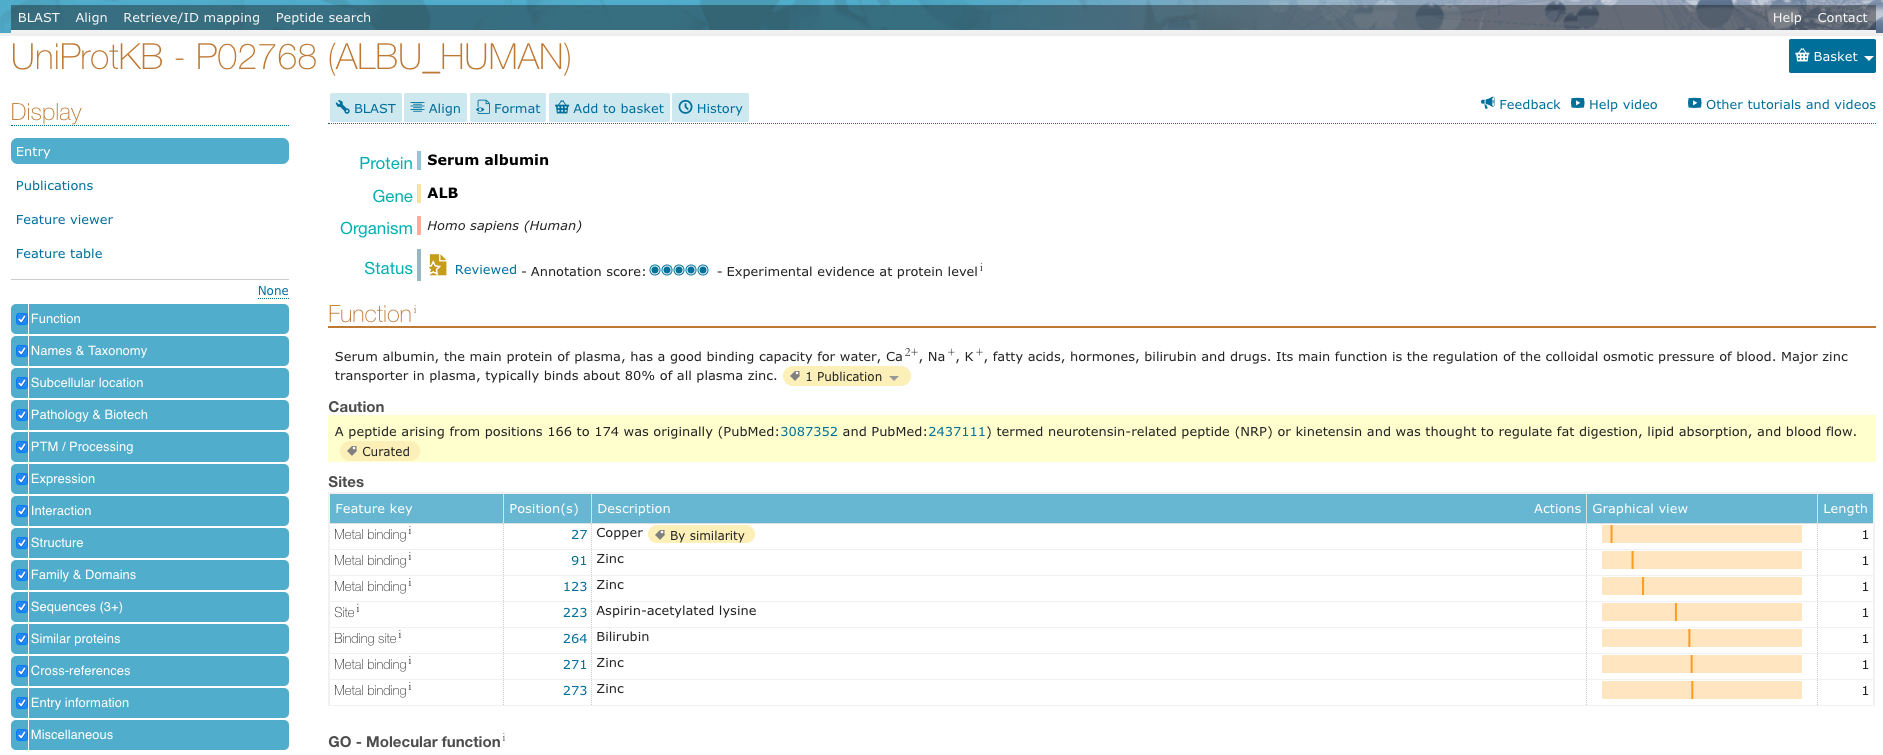 BLAST Align Retrieve/ID mapping Peptide search Help Contact
UniProtKB - P02768 (ALBU_HUMAN)
Basket
Display
BLAST Align Format Add to basket History
Feedback Help video Other tutorials and videos
Entry
Publications
Feature viewer
Feature table
None
Function
Names & Taxonomy
Subcellular location
Pathology & Biotech
PTM / Processing
Expression
Interaction
Structure
Family & Domains
Sequences (3+)
Similar proteins
Cross-references
Entry information
Miscellaneous
Protein Serum albumin
Gene ALB
Organism Homo sapiens (Human)
Status Reviewed - Annotation score: - Experimental evidence at protein level i
Function i
Serum albumin, the main protein of plasma, has a good binding capacity for water, Ca2+, Na+, K+, fatty acids, hormones, bilirubin and drugs. Its main function is the regulation of the colloidal osmotic pressure of blood. Major zinc
transporter in plasma, typically binds about 80% of all plasma zinc. 1 Publication
Caution
A peptide arising from positions 166 to 174 was originally (PubMed:3087352 and PubMed:2437111) termed neurotensin-related peptide (NRP) or kinetensin and was thought to regulate fat digestion, lipid absorption, and blood flow.
Curated
Sites
Feature key Position(s) Description Actions Graphical view Length
Metal binding i 27 Copper By similarity 1
Metal binding i 91 Zinc 1
Metal binding i 123 Zinc 1
Site i 223 Aspirin-acetylated lysine 1
Binding site i 264 Bilirubin 1
Metal binding i 271 Zinc 1
Metal binding i 273 Zinc 1
GO - Molecular function i